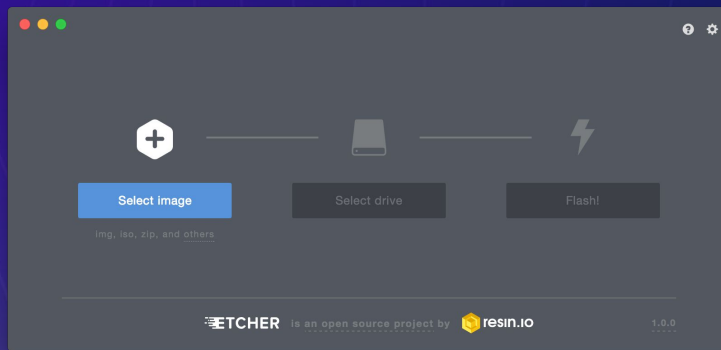 Select image
Select drive
Flash!
img, iso, zip, and others
ETCHER is an open source project by resin.io
1.0.0